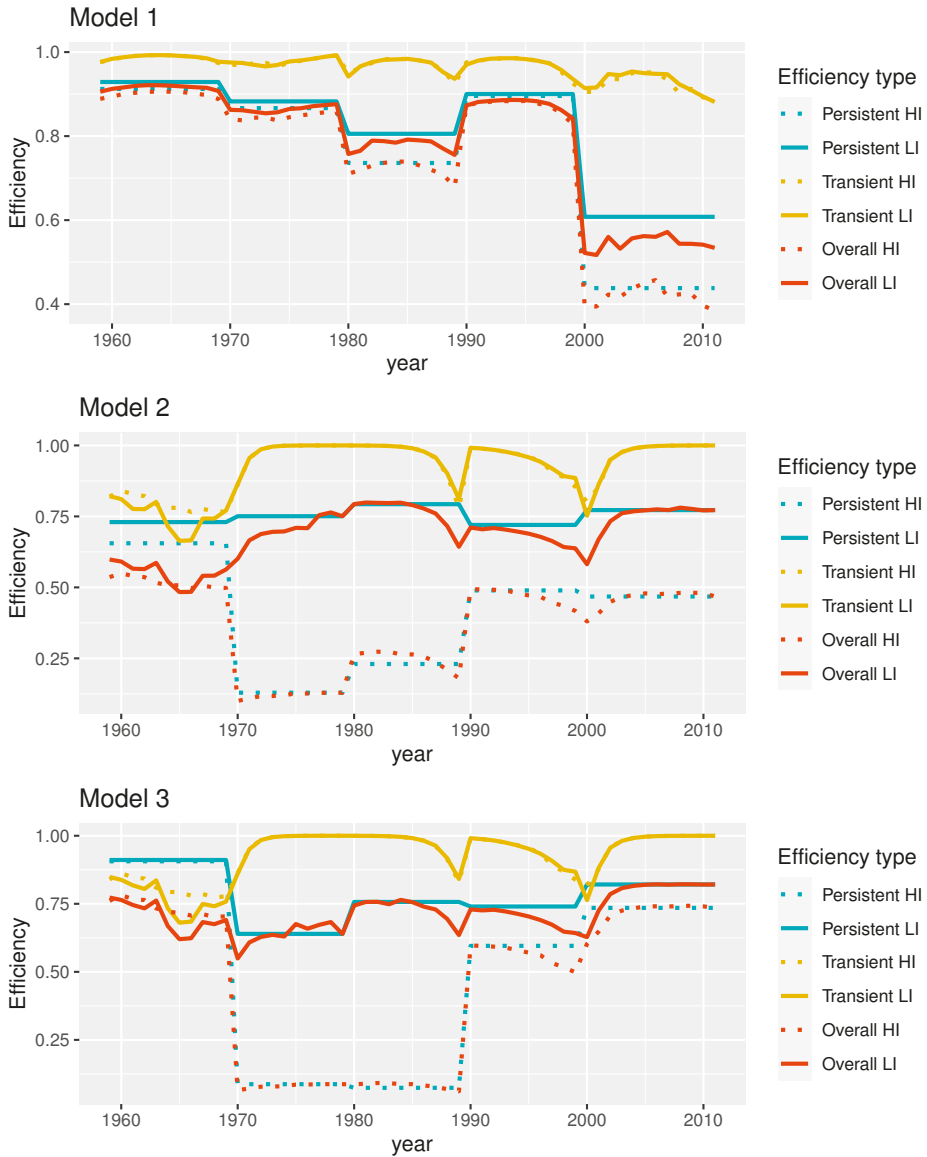 Model 1
Efficiency
1.0
0.8
0.6
0.4
1960 1970 1980 1990 2000 2010
year
Efficiency type
Persistent HI
Persistent LI
Transient HI
Transient LI
Overall HI
Overall LI
Model 2
Efficiency
1.00
0.75
0.50
0.25
1960 1970 1980 1990 2000 2010
year
Efficiency type
Persistent HI
Persistent LI
Transient HI
Transient LI
Overall HI
Overall LI
Model 3
Efficiency
1.00
0.75
0.50
0.25
1960 1970 1980 1990 2000 2010
year
Efficiency type
Persistent HI
Persistent LI
Transient HI
Transient LI
Overall HI
Overall LI